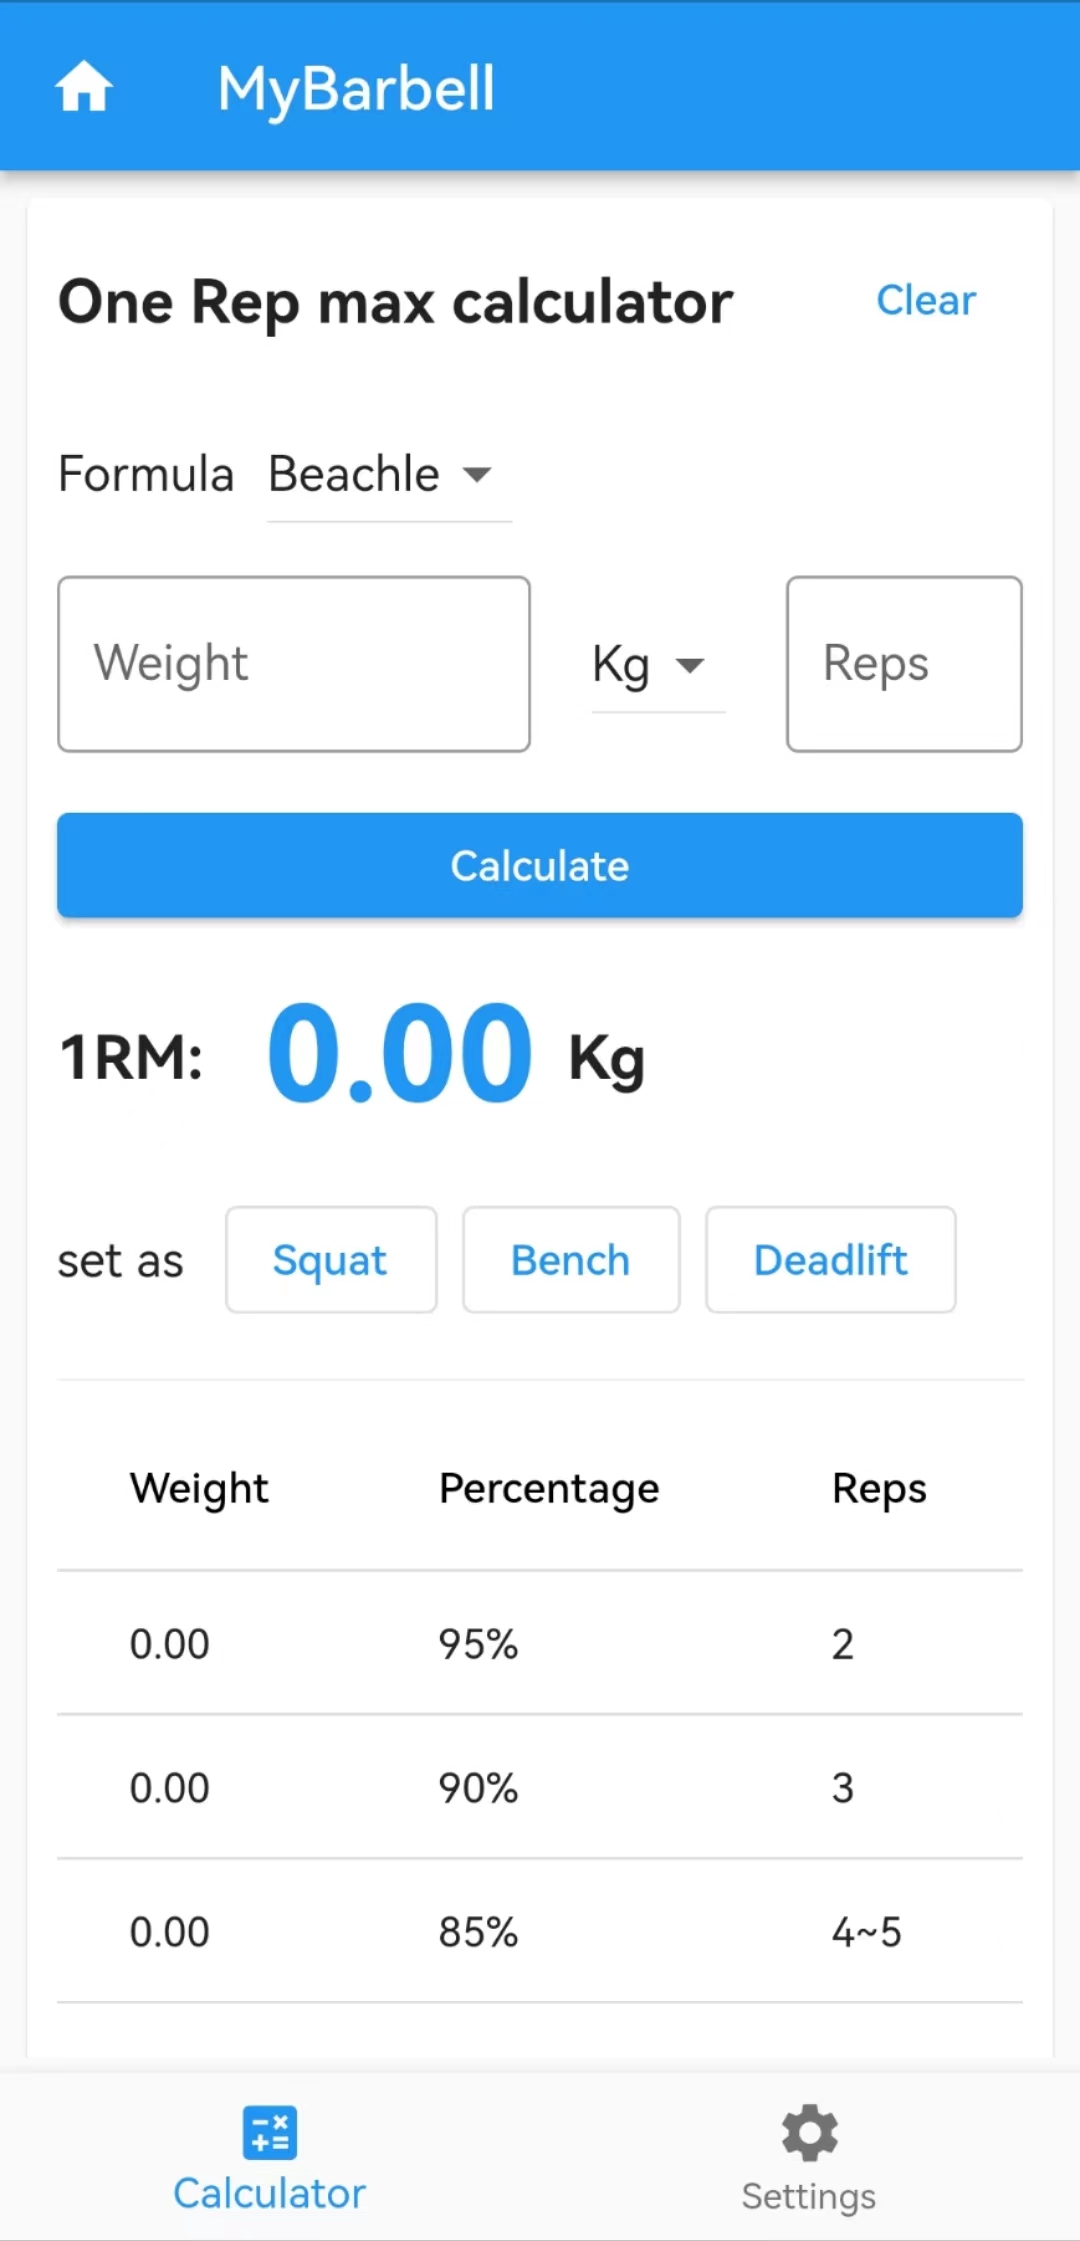 MyBarbell
One Rep max calculator Clear
Formula Beachle
Weight Kg Reps
Calculate
1RM: 0.00 Kg
set as Squat Bench Deadlift
Weight Percentage Reps
0.00 95% 2
0.00 90% 3
0.00 85% 4~5
Calculator Settings